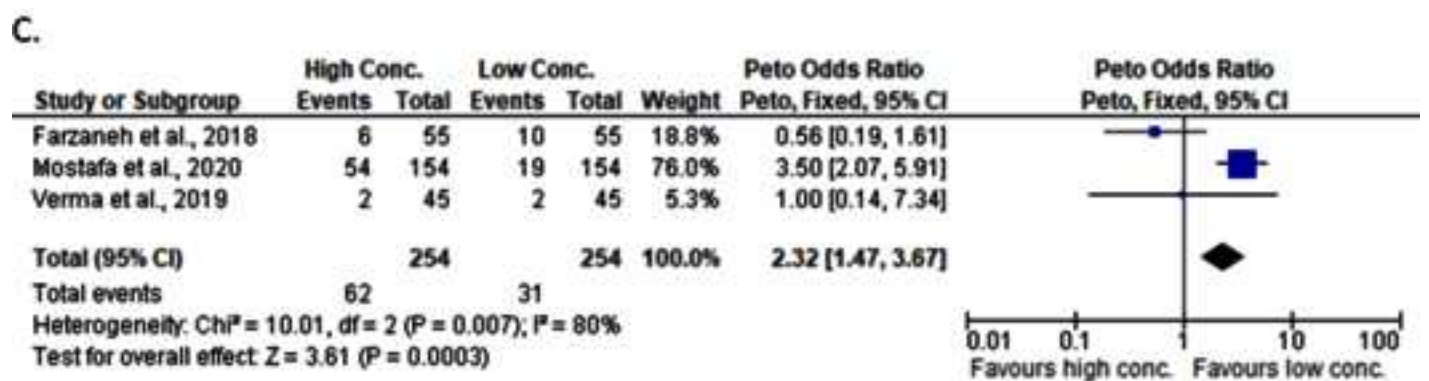 C.
High Conc. Low Conc. Peto Odds Ratio Peto Odds Ratio
Study or Subgroup Events Total Events Total Weight Peto, Fixed, 95% CI Peto, Fixed, 95% CI
Farzaneh et al., 2018 6 55 10 55 18.8% 0.56 [0.19, 1.61]
Mostafa et al., 2020 54 154 19 154 76.0% 3.50 [2.07, 5.91]
Verma et al., 2019 2 45 2 45 5.3% 1.00 [0.14, 7.34]
Total (95% CI) 254 254 100.0% 2.32 [1.47, 3.67]
Total events 62 31
Heterogeneity: Chi² = 10.01, df = 2 (P = 0.007); I² = 80%
Test for overall effect: Z = 3.61 (P = 0.0003)
0.01 0.1 1 10 100
Favours high conc. Favours low conc.